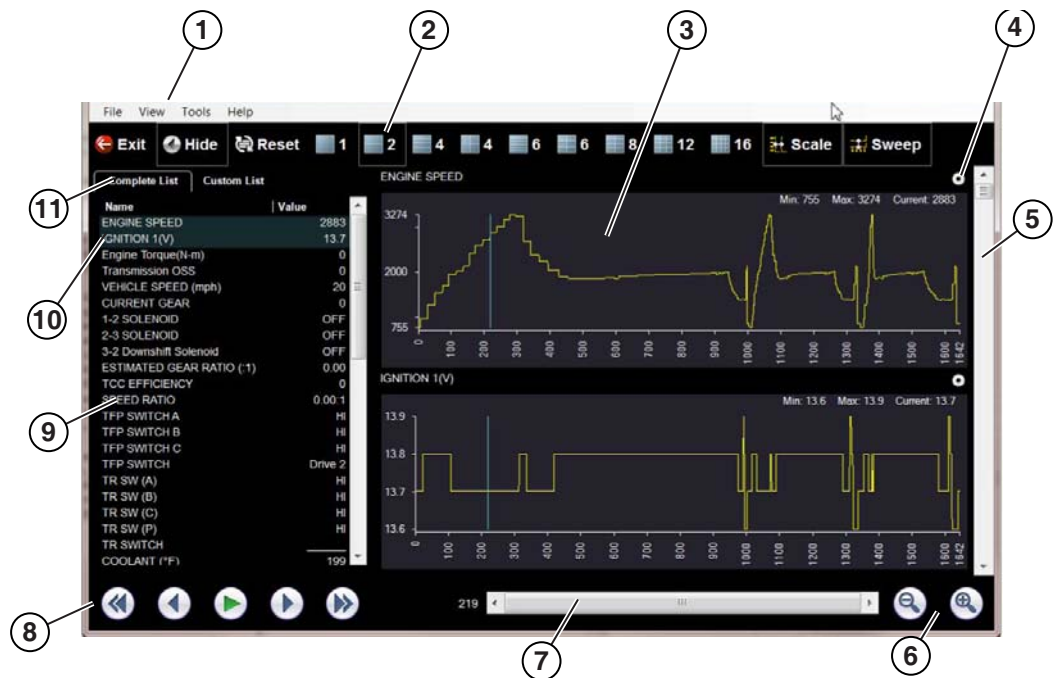 1
2
3
4
File View Tools Help
Exit Hide Reset 1 2 4 4 6 6 8 12 16 Scale Sweep
11
Complete List Custom List
Name Value
ENGINE SPEED 2883
IGNITION 1(V) 13.7
Engine Torque(N-m) 0
Transmission OSS 0
VEHICLE SPEED (mph) 20
CURRENT GEAR 0
1-2 SOLENOID OFF
2-3 SOLENOID OFF
3-2 Downshift Solenoid OFF
ESTIMATED GEAR RATIO (:1) 0.00
TCC EFFICIENCY 0
SPEED RATIO 0.00:1
TFP SWITCH A HI
TFP SWITCH B HI
TFP SWITCH C HI
TFP SWITCH Drive 2
TR SW (A) HI
TR SW (B) HI
TR SW (C) HI
TR SW (P) HI
TR SWITCH
COOLANT (°F) 199
10
9
ENGINE SPEED
Min: 755 Max: 3274 Current: 2883
3274
2000
755
0 100 200 300 400 500 600 700 800 900 1000 1100 1200 1300 1400 1500 1600 1642
5
IGNITION 1(V)
Min: 13.6 Max: 13.9 Current: 13.7
13.9
13.8
13.7
13.6
0 100 200 300 400 500 600 700 800 900 1000 1100 1200 1300 1400 1500 1600 1642
219
8
7
6